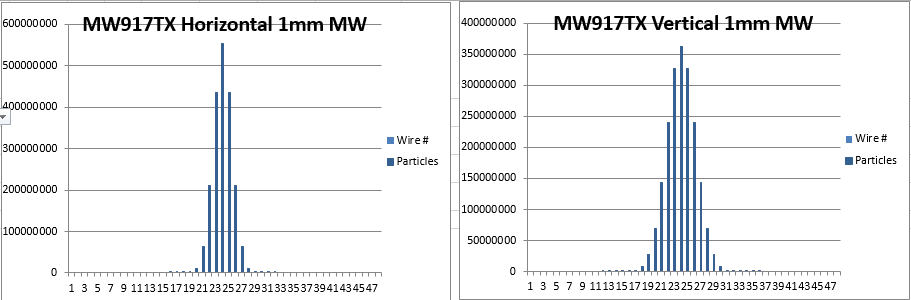 MW917TX Horizontal 1mm MW
600000000
500000000
400000000
300000000
200000000
100000000
0
1 3 5 7 9 11 13 15 17 19 21 23 25 27 29 31 33 35 37 39 41 43 45 47
Wire #
Particles
MW917TX Vertical 1mm MW
400000000
350000000
300000000
250000000
200000000
150000000
100000000
50000000
0
1 3 5 7 9 11 13 15 17 19 21 23 25 27 29 31 33 35 37 39 41 43 45 47
Wire #
Particles